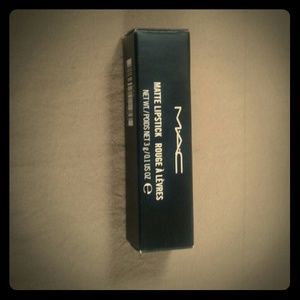 MAC
MATTE LIPSTICK ROUGE À LÈVRES
NET WT./POIDS NET 3 g/0.1 US OZ ℮